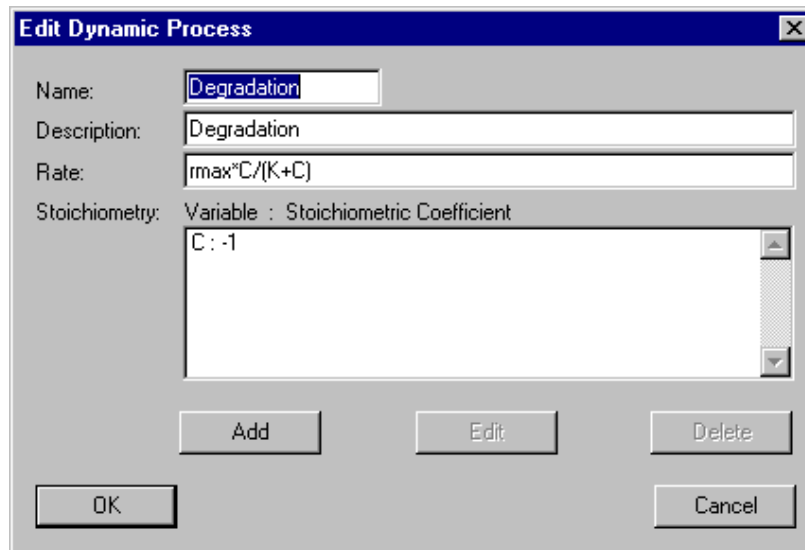 Edit Dynamic Process
Name: Degradation
Description: Degradation
Rate: rmax*C/(K+C)
Stoichiometry: Variable : Stoichiometric Coefficient
C : -1
Add Edit Delete
OK Cancel